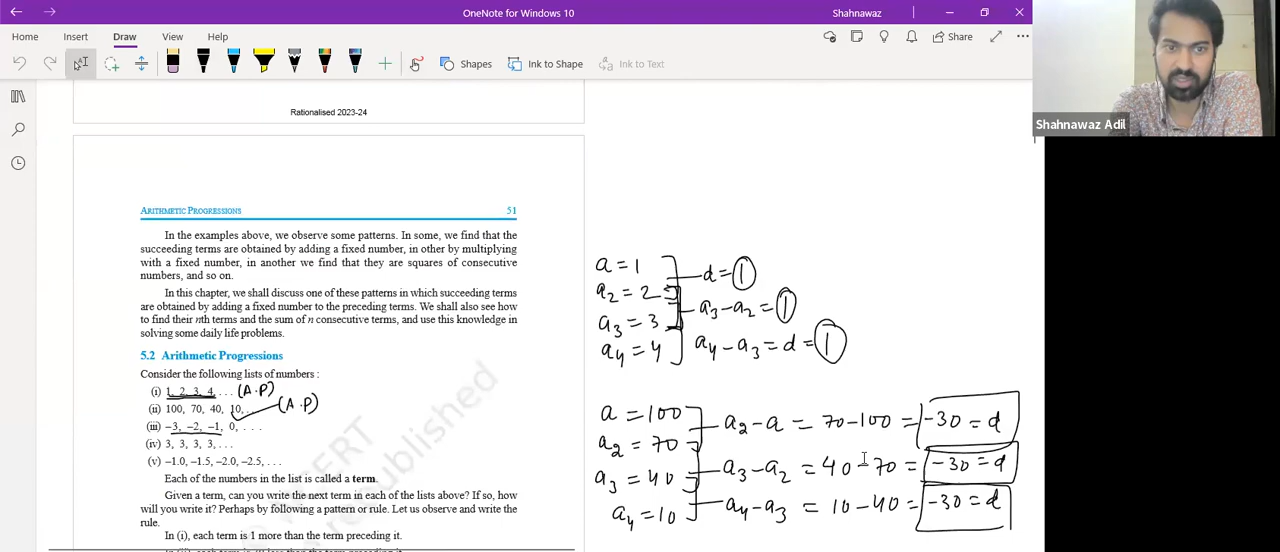 OneNote for Windows 10
Shahnawaz
Home Insert Draw View Help
Share
Shapes Ink to Shape Ink to Text
Shahnawaz Adil
Rationalised 2023-24
ARITHMETIC PROGRESSIONS 51
In the examples above, we observe some patterns. In some, we find that the
succeeding terms are obtained by adding a fixed number, in other by multiplying
with a fixed number, in another we find that they are squares of consecutive
numbers, and so on.
In this chapter, we shall discuss one of these patterns in which succeeding terms
are obtained by adding a fixed number to the preceding terms. We shall also see how
to find their nth terms and the sum of n consecutive terms, and use this knowledge in
solving some daily life problems.
5.2 Arithmetic Progressions
Consider the following lists of numbers :
(i) 1, 2, 3, 4, . . . (A.P)
(ii) 100, 70, 40, 10, . . . (A.P)
(iii) –3, –2, –1, 0, . . .
(iv) 3, 3, 3, 3, . . .
(v) –1.0, –1.5, –2.0, –2.5, . . .
Each of the numbers in the list is called a term.
Given a term, can you write the next term in each of the lists above? If so, how
will you write it? Perhaps by following a pattern or rule. Let us observe and write the
rule.
In (i), each term is 1 more than the term preceding it.
a = 1
d = 1
a2 = 2
a3 - a2 = 1
a3 = 3
a4 = 4
a4 - a3 = d = 1
a = 100
a2 - a = 70 - 100 = -30 = d
a2 = 70
a3 = 40
a3 - a2 = 40 - 70 = -30 = d
a4 = 10
a4 - a3 = 10 - 40 = -30 = d